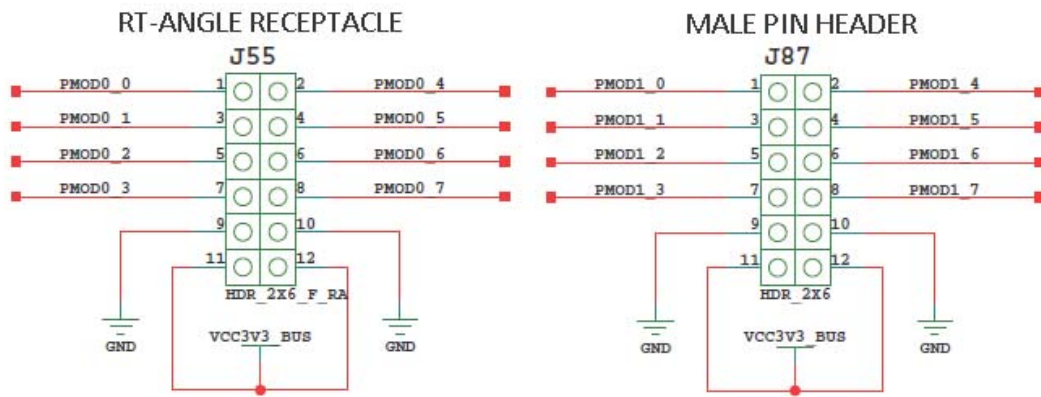 RT-ANGLE RECEPTACLE
J55
PMOD0_0 1 2 PMOD0_4
PMOD0_1 3 4 PMOD0_5
PMOD0_2 5 6 PMOD0_6
PMOD0_3 7 8 PMOD0_7
9 10
11 12
HDR_2X6_F_RA
VCC3V3_BUS
GND GND
MALE PIN HEADER
J87
PMOD1_0 1 2 PMOD1_4
PMOD1_1 3 4 PMOD1_5
PMOD1_2 5 6 PMOD1_6
PMOD1_3 7 8 PMOD1_7
9 10
11 12
HDR_2X6
VCC3V3_BUS
GND GND